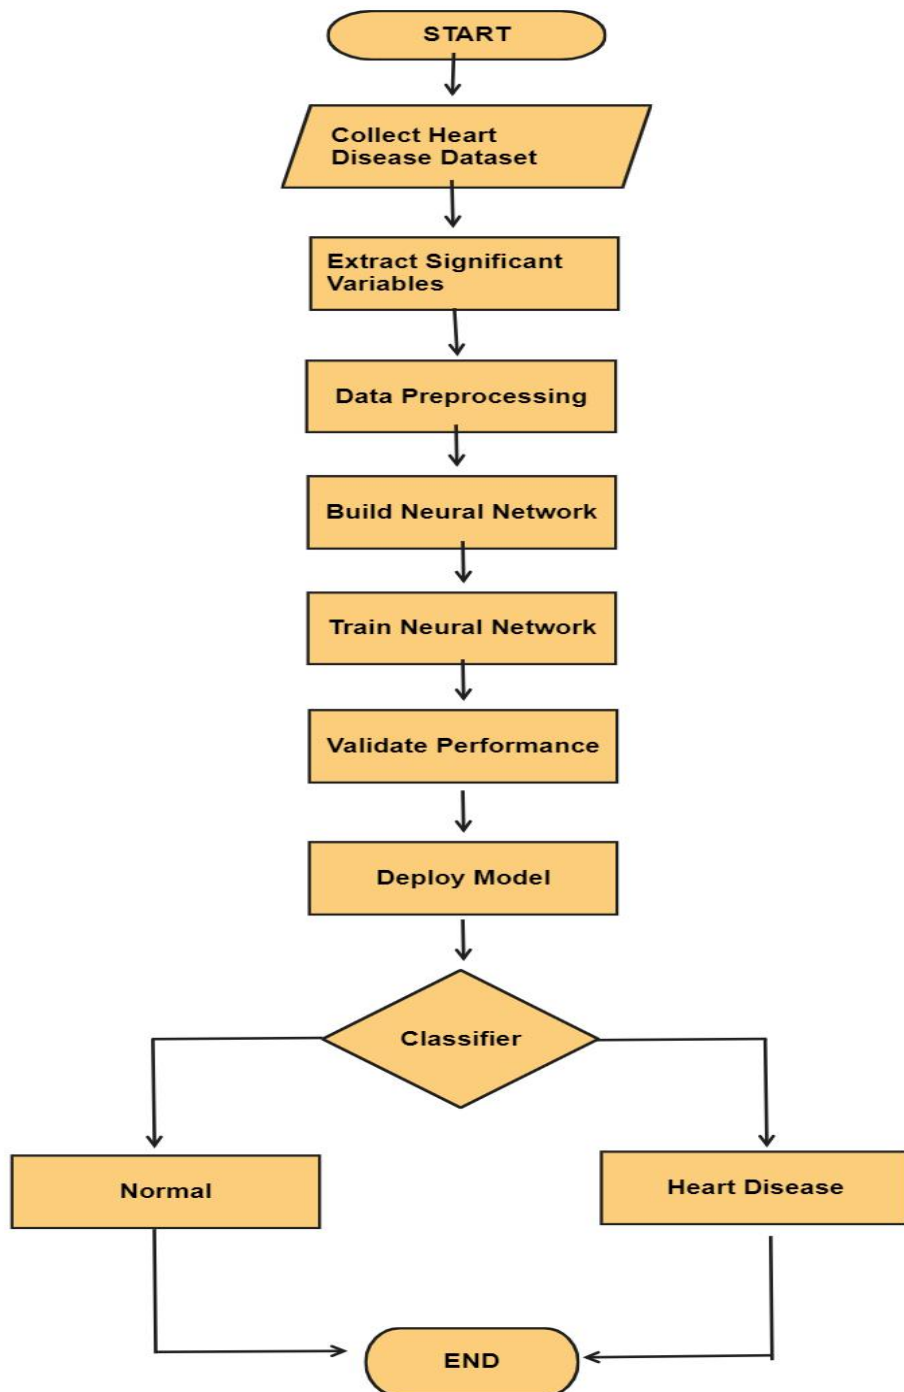 START
Collect Heart
Disease Dataset
Extract Significant
Variables
Data Preprocessing
Build Neural Network
Train Neural Network
Validate Performance
Deploy Model
Classifier
Normal
Heart Disease
END